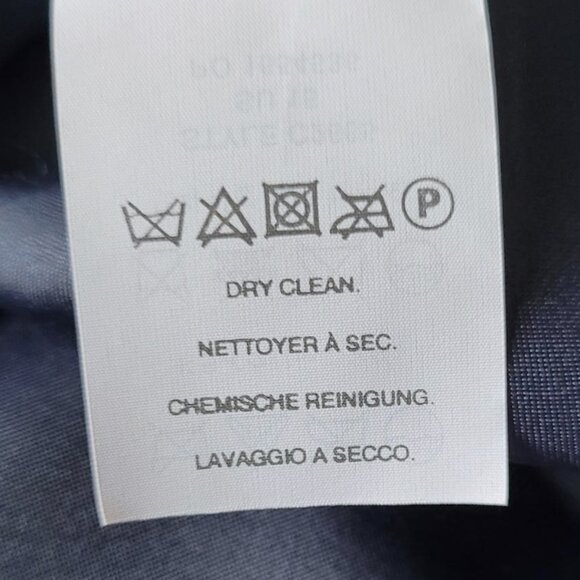 P
DRY CLEAN.
NETTOYER À SEC.
CHEMISCHE REINIGUNG.
LAVAGGIO A SECCO.